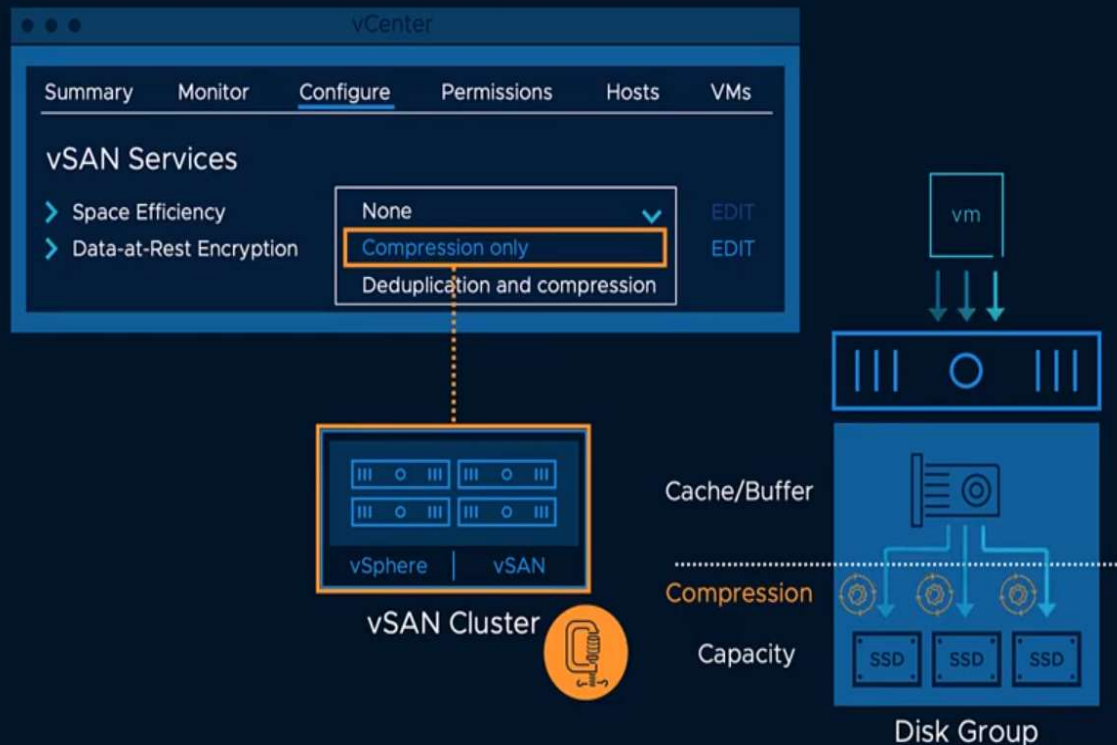 vCenter
Summary Monitor Configure Permissions Hosts VMs
vSAN Services
Space Efficiency None EDIT
Data-at-Rest Encryption Compression only EDIT
Deduplication and compression
vm
Cache/Buffer
vSphere | vSAN
Compression
vSAN Cluster
Capacity SSD SSD SSD
Disk Group